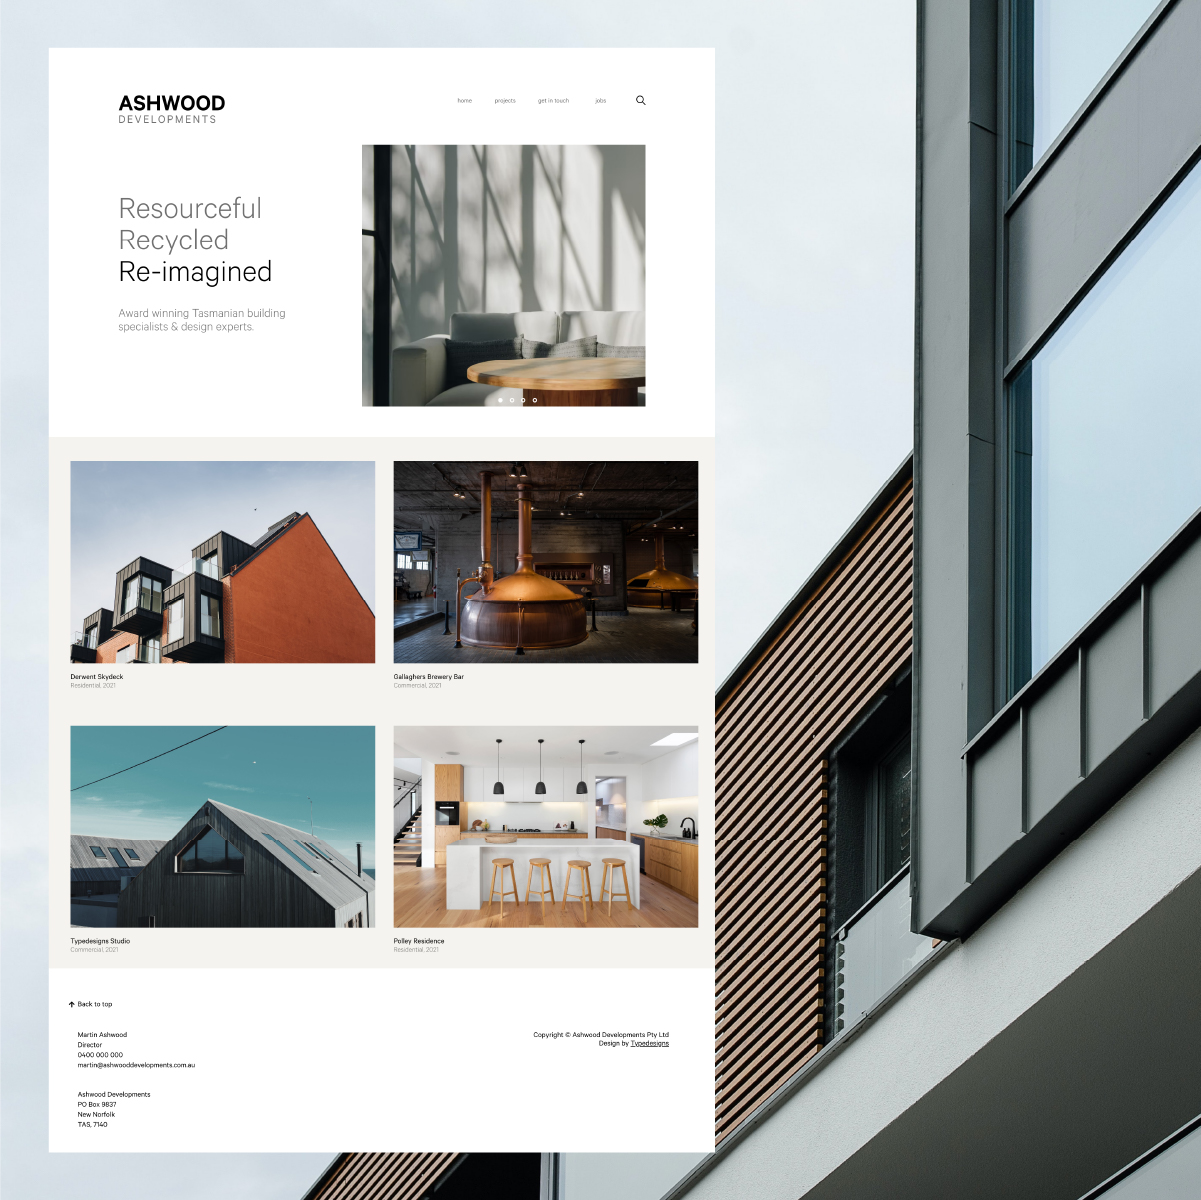 ASHWOOD
DEVELOPMENTS
home projects get in touch jobs
Resourceful
Recycled
Re-imagined
Award winning Tasmanian building
specialists & design experts.
Derwent Skydeck
Residential, 2021
Gallaghers Brewery Bar
Commercial, 2021
Typedesigns Studio
Commercial, 2021
Polley Residence
Residential, 2021
Back to top
Martin Ashwood
Director
0400 000 000
martin@ashwooddevelopments.com.au
Ashwood Developments
PO Box 9837
New Norfolk
TAS, 7140
Copyright © Ashwood Developments Pty Ltd
Design by Typedesigns